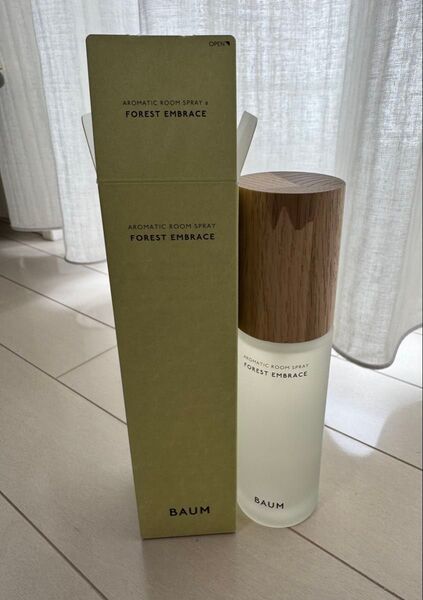 OPEN
AROMATIC ROOM SPRAY a
FOREST EMBRACE
AROMATIC ROOM SPRAY
FOREST EMBRACE
BAUM
AROMATIC ROOM SPRAY
FOREST EMBRACE
BAUM